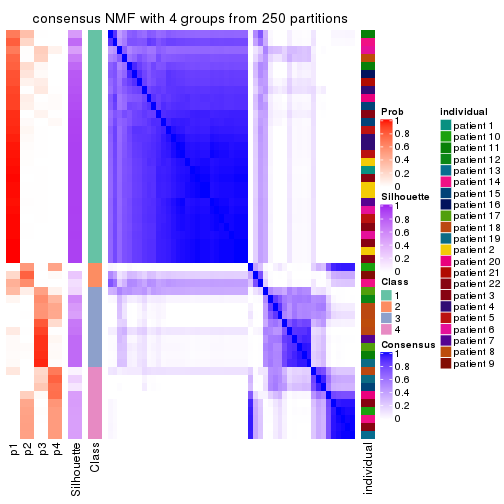 consensus NMF with 4 groups from 250 partitions
p1
p2
p3
p4
Silhouette
Class
individual
Prob
1
0.8
0.6
0.4
0.2
0
Silhouette
1
0.8
0.6
0.4
0.2
0
Class
1
2
3
4
Consensus
1
0.8
0.6
0.4
0.2
0
individual
patient 1
patient 10
patient 11
patient 12
patient 13
patient 14
patient 15
patient 16
patient 17
patient 18
patient 19
patient 2
patient 20
patient 21
patient 22
patient 3
patient 4
patient 5
patient 6
patient 7
patient 8
patient 9